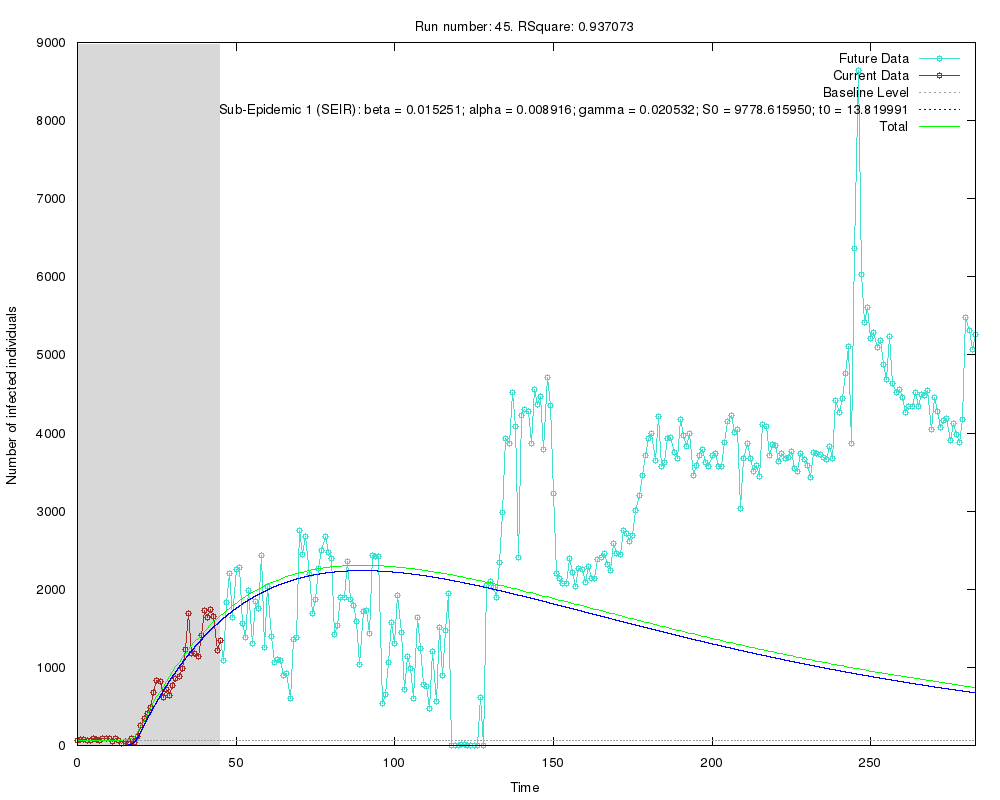 Run number: 45. RSquare: 0.937073
Future Data
Current Data
Baseline Level
Sub-Epidemic 1 (SEIR): beta = 0.015251; alpha = 0.008916; gamma = 0.020532; S0 = 9778.615950; t0 = 13.819991
Total
9000
8000
7000
6000
5000
4000
3000
2000
1000
0
Number of infected individuals
0 50 100 150 200 250
Time